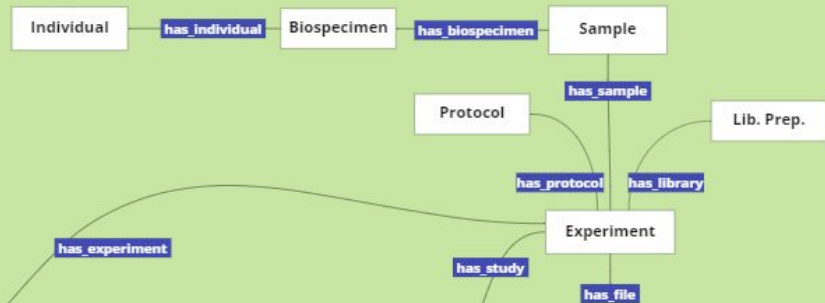 Individual
has_individual
Biospecimen
has_biospecimen
Sample
has_sample
Protocol
Lib. Prep.
has_protocol
has_library
Experiment
has_experiment
has_study
has_file